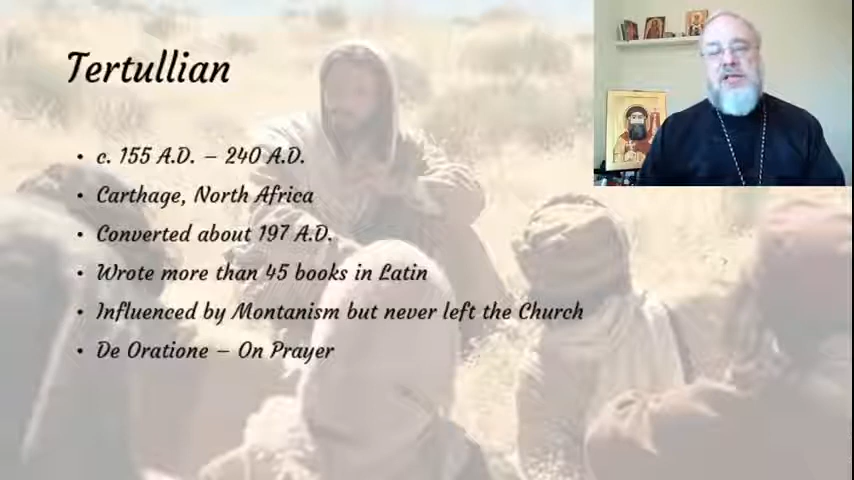 Tertullian
• c. 155 A.D. – 240 A.D.
• Carthage, North Africa
• Converted about 197 A.D.
• Wrote more than 45 books in Latin
• Influenced by Montanism but never left the Church
• De Oratione – On Prayer